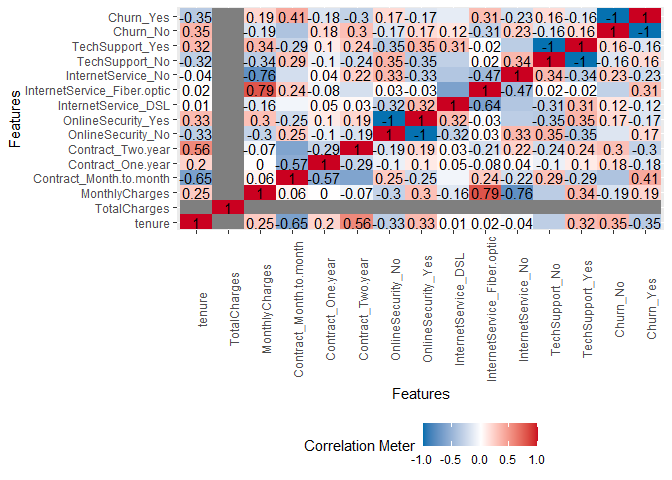 Churn_Yes -0.35 0.19 0.41 -0.18 -0.3 0.17 -0.17 0.31 -0.23 0.16 -0.16 -1 1
Churn_No 0.35 -0.19 0.18 0.3 -0.17 0.17 0.12 -0.31 0.23 -0.16 0.16 1 -1
TechSupport_Yes 0.32 0.34 -0.29 0.1 0.24 -0.35 0.35 0.31 -0.02 -1 1 0.16 -0.16
TechSupport_No -0.32 -0.34 0.29 -0.1 -0.24 0.35 -0.35 0.02 0.34 1 -1 -0.16 0.16
InternetService_No -0.04 -0.76 0.04 0.22 0.33 -0.33 -0.47 1 0.34 -0.34 0.23 -0.23
InternetService_Fiber.optic 0.02 0.79 0.24 -0.08 0.03 -0.03 -0.64 1 -0.47 0.02 -0.02 0.31
InternetService_DSL 0.01 -0.16 0.05 0.03 -0.32 0.32 1 -0.64 -0.31 0.31 0.12 -0.12
OnlineSecurity_Yes 0.33 0.3 -0.25 0.1 0.19 -1 1 0.32 -0.03 -0.35 0.35 0.17 -0.17
OnlineSecurity_No -0.33 -0.3 0.25 -0.1 -0.19 1 -1 -0.32 0.03 0.33 0.35 -0.35 0.17
Contract_Two.year 0.56 -0.07 -0.29 1 -0.19 0.19 0.03 -0.21 0.22 -0.24 0.24 0.3 -0.3
Contract_One.year 0.2 0 -0.57 1 -0.29 -0.1 0.1 0.05 -0.08 0.04 -0.1 0.1 0.18 -0.18
Contract_Month.to.month -0.65 0.06 1 -0.57 0.25 -0.25 0.24 -0.22 0.29 -0.29 0.41
MonthlyCharges 0.25 1 0.06 0 -0.07 -0.3 0.3 -0.16 0.79 -0.76 0.34 -0.19 0.19
TotalCharges 1
tenure 1 0.25 -0.65 0.2 0.56 -0.33 0.33 0.01 0.02 -0.04 0.32 0.35 -0.35
Features
tenure
TotalCharges
MonthlyCharges
Contract_Month.to.month
Contract_One.year
Contract_Two.year
OnlineSecurity_No
OnlineSecurity_Yes
InternetService_DSL
InternetService_Fiber.optic
InternetService_No
TechSupport_No
TechSupport_Yes
Churn_No
Churn_Yes
Features
Correlation Meter
-1.0 -0.5 0.0 0.5 1.0